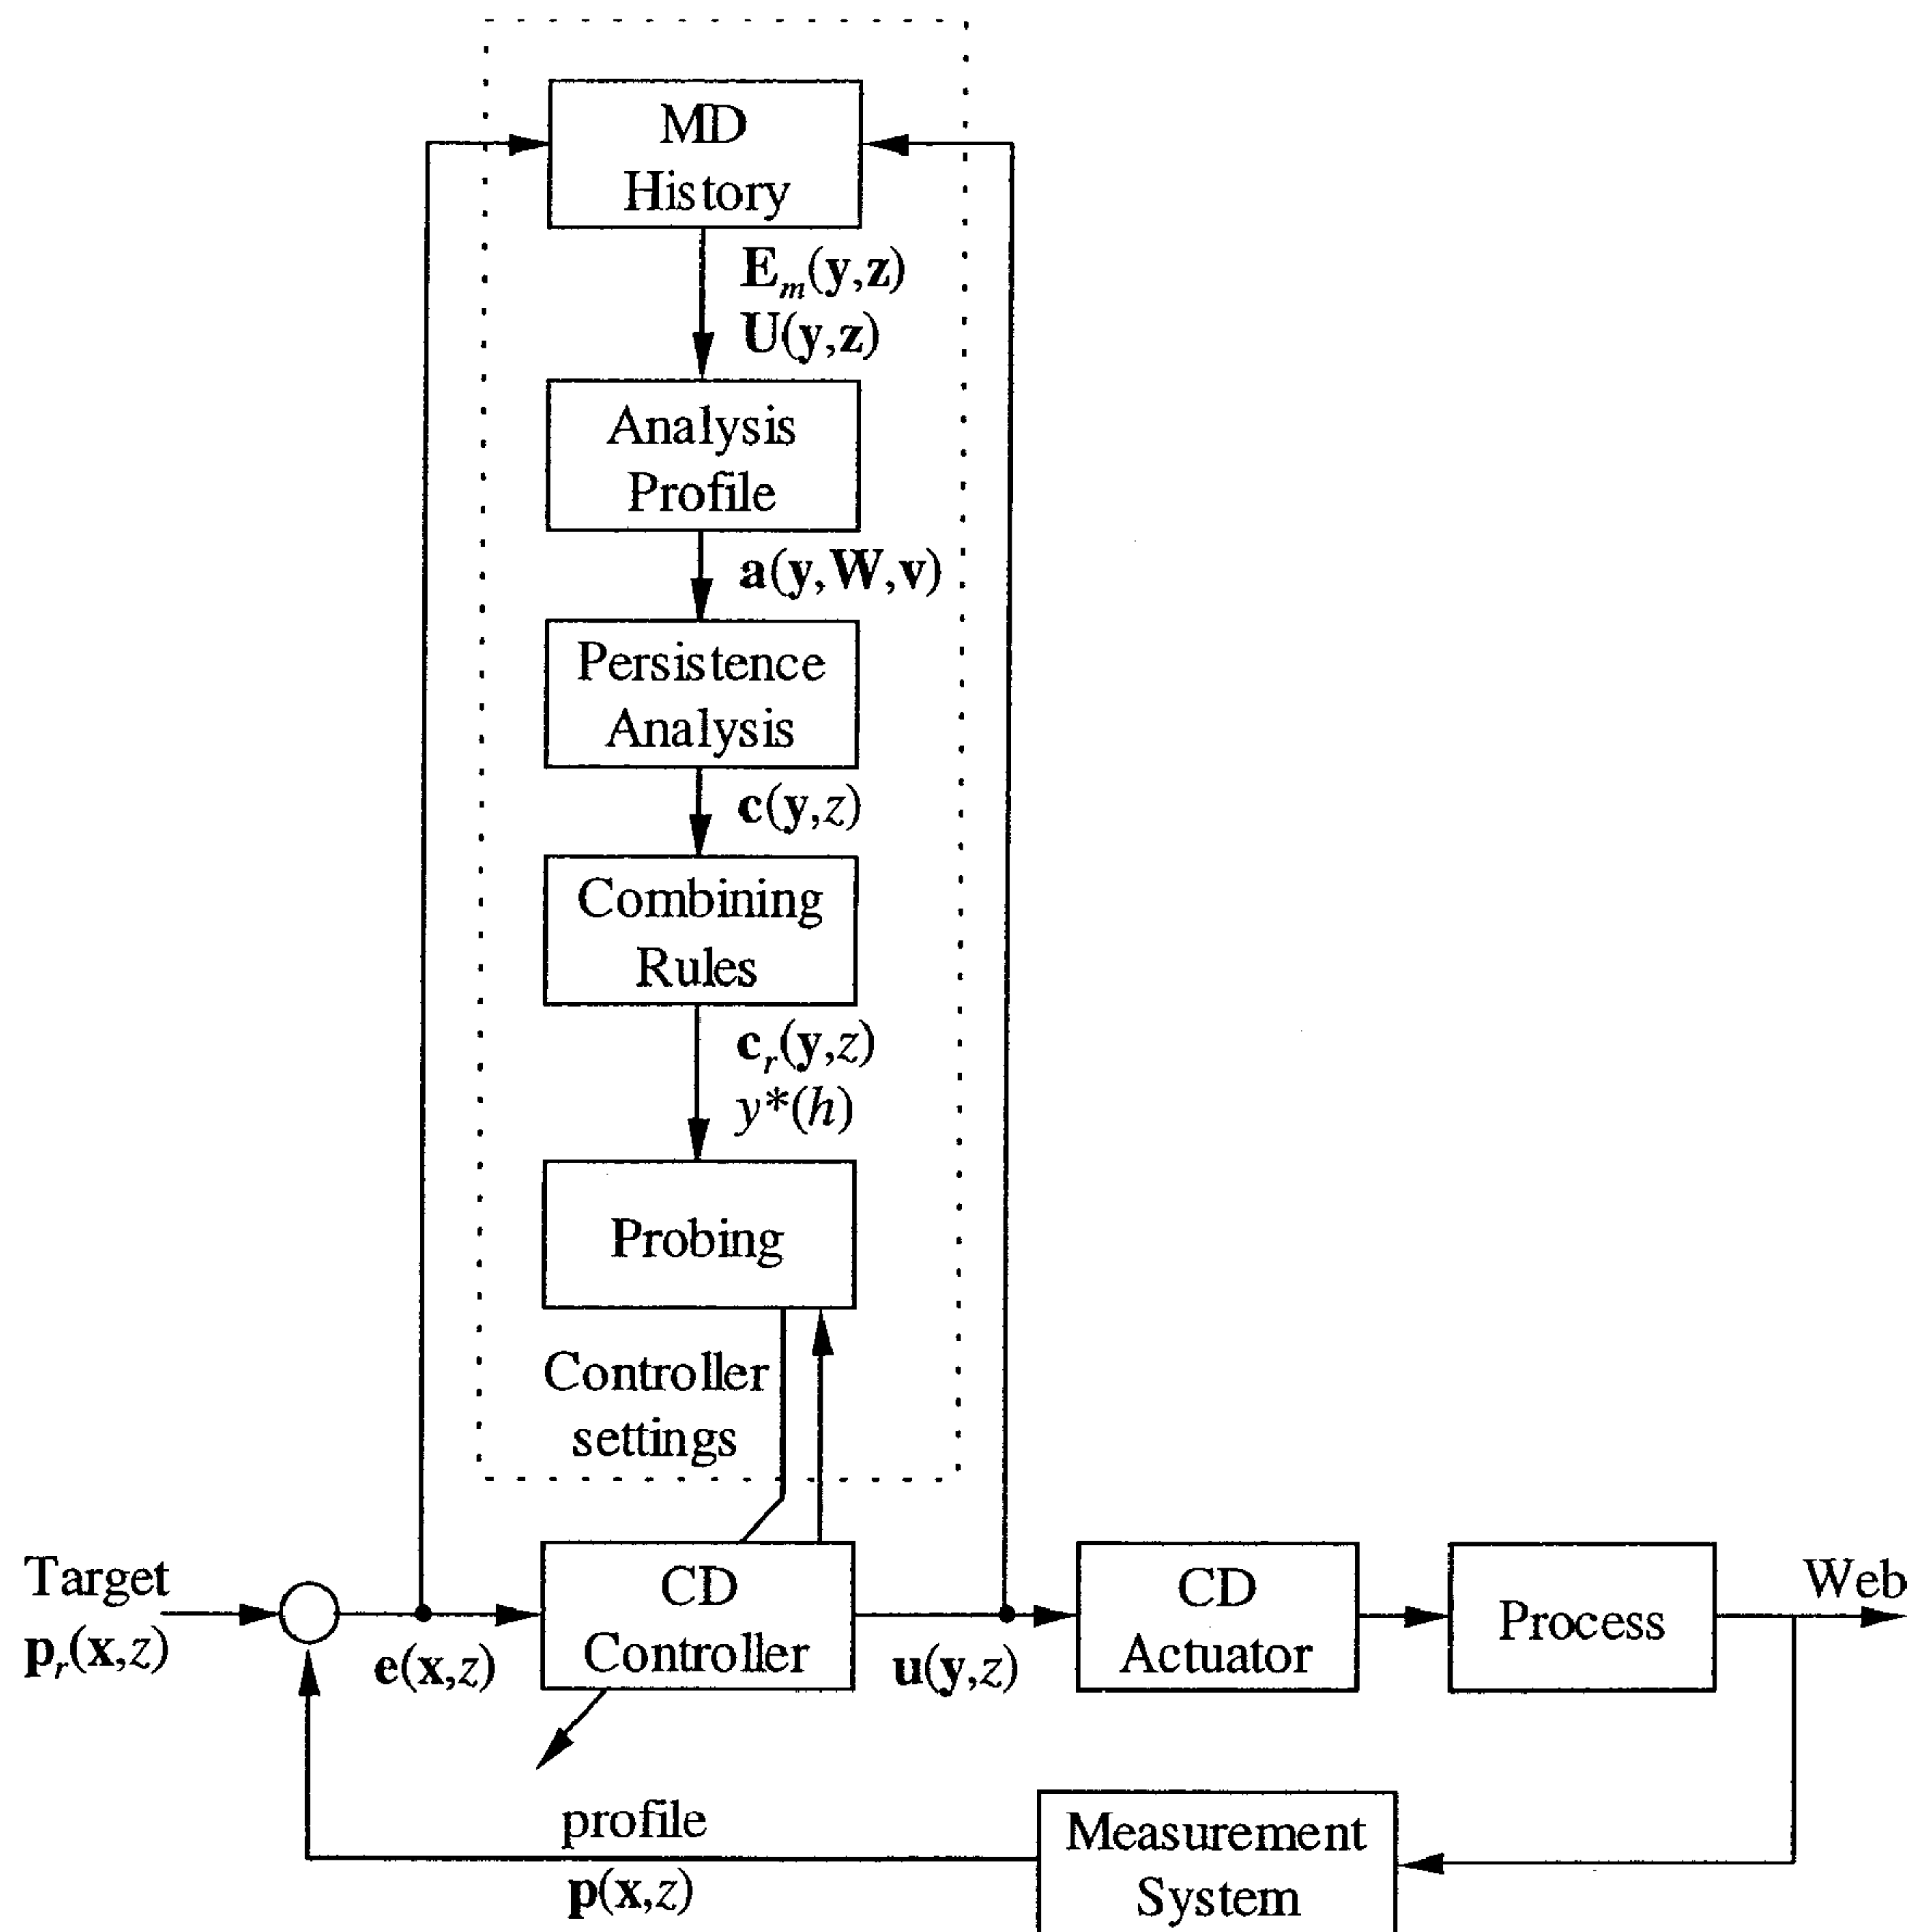 MD
History
E_m(y,z)
U(y,z)
Analysis
Profile
a(y,W,v)
Persistence
Analysis
c(y,z)
Combining
Rules
c_r(y,z)
y*(h)
Probing
Controller
settings
Target
p_r(x,z)
e(x,z)
CD
Controller
u(y,z)
CD
Actuator
Process
Web
profile
p(x,z)
Measurement
System